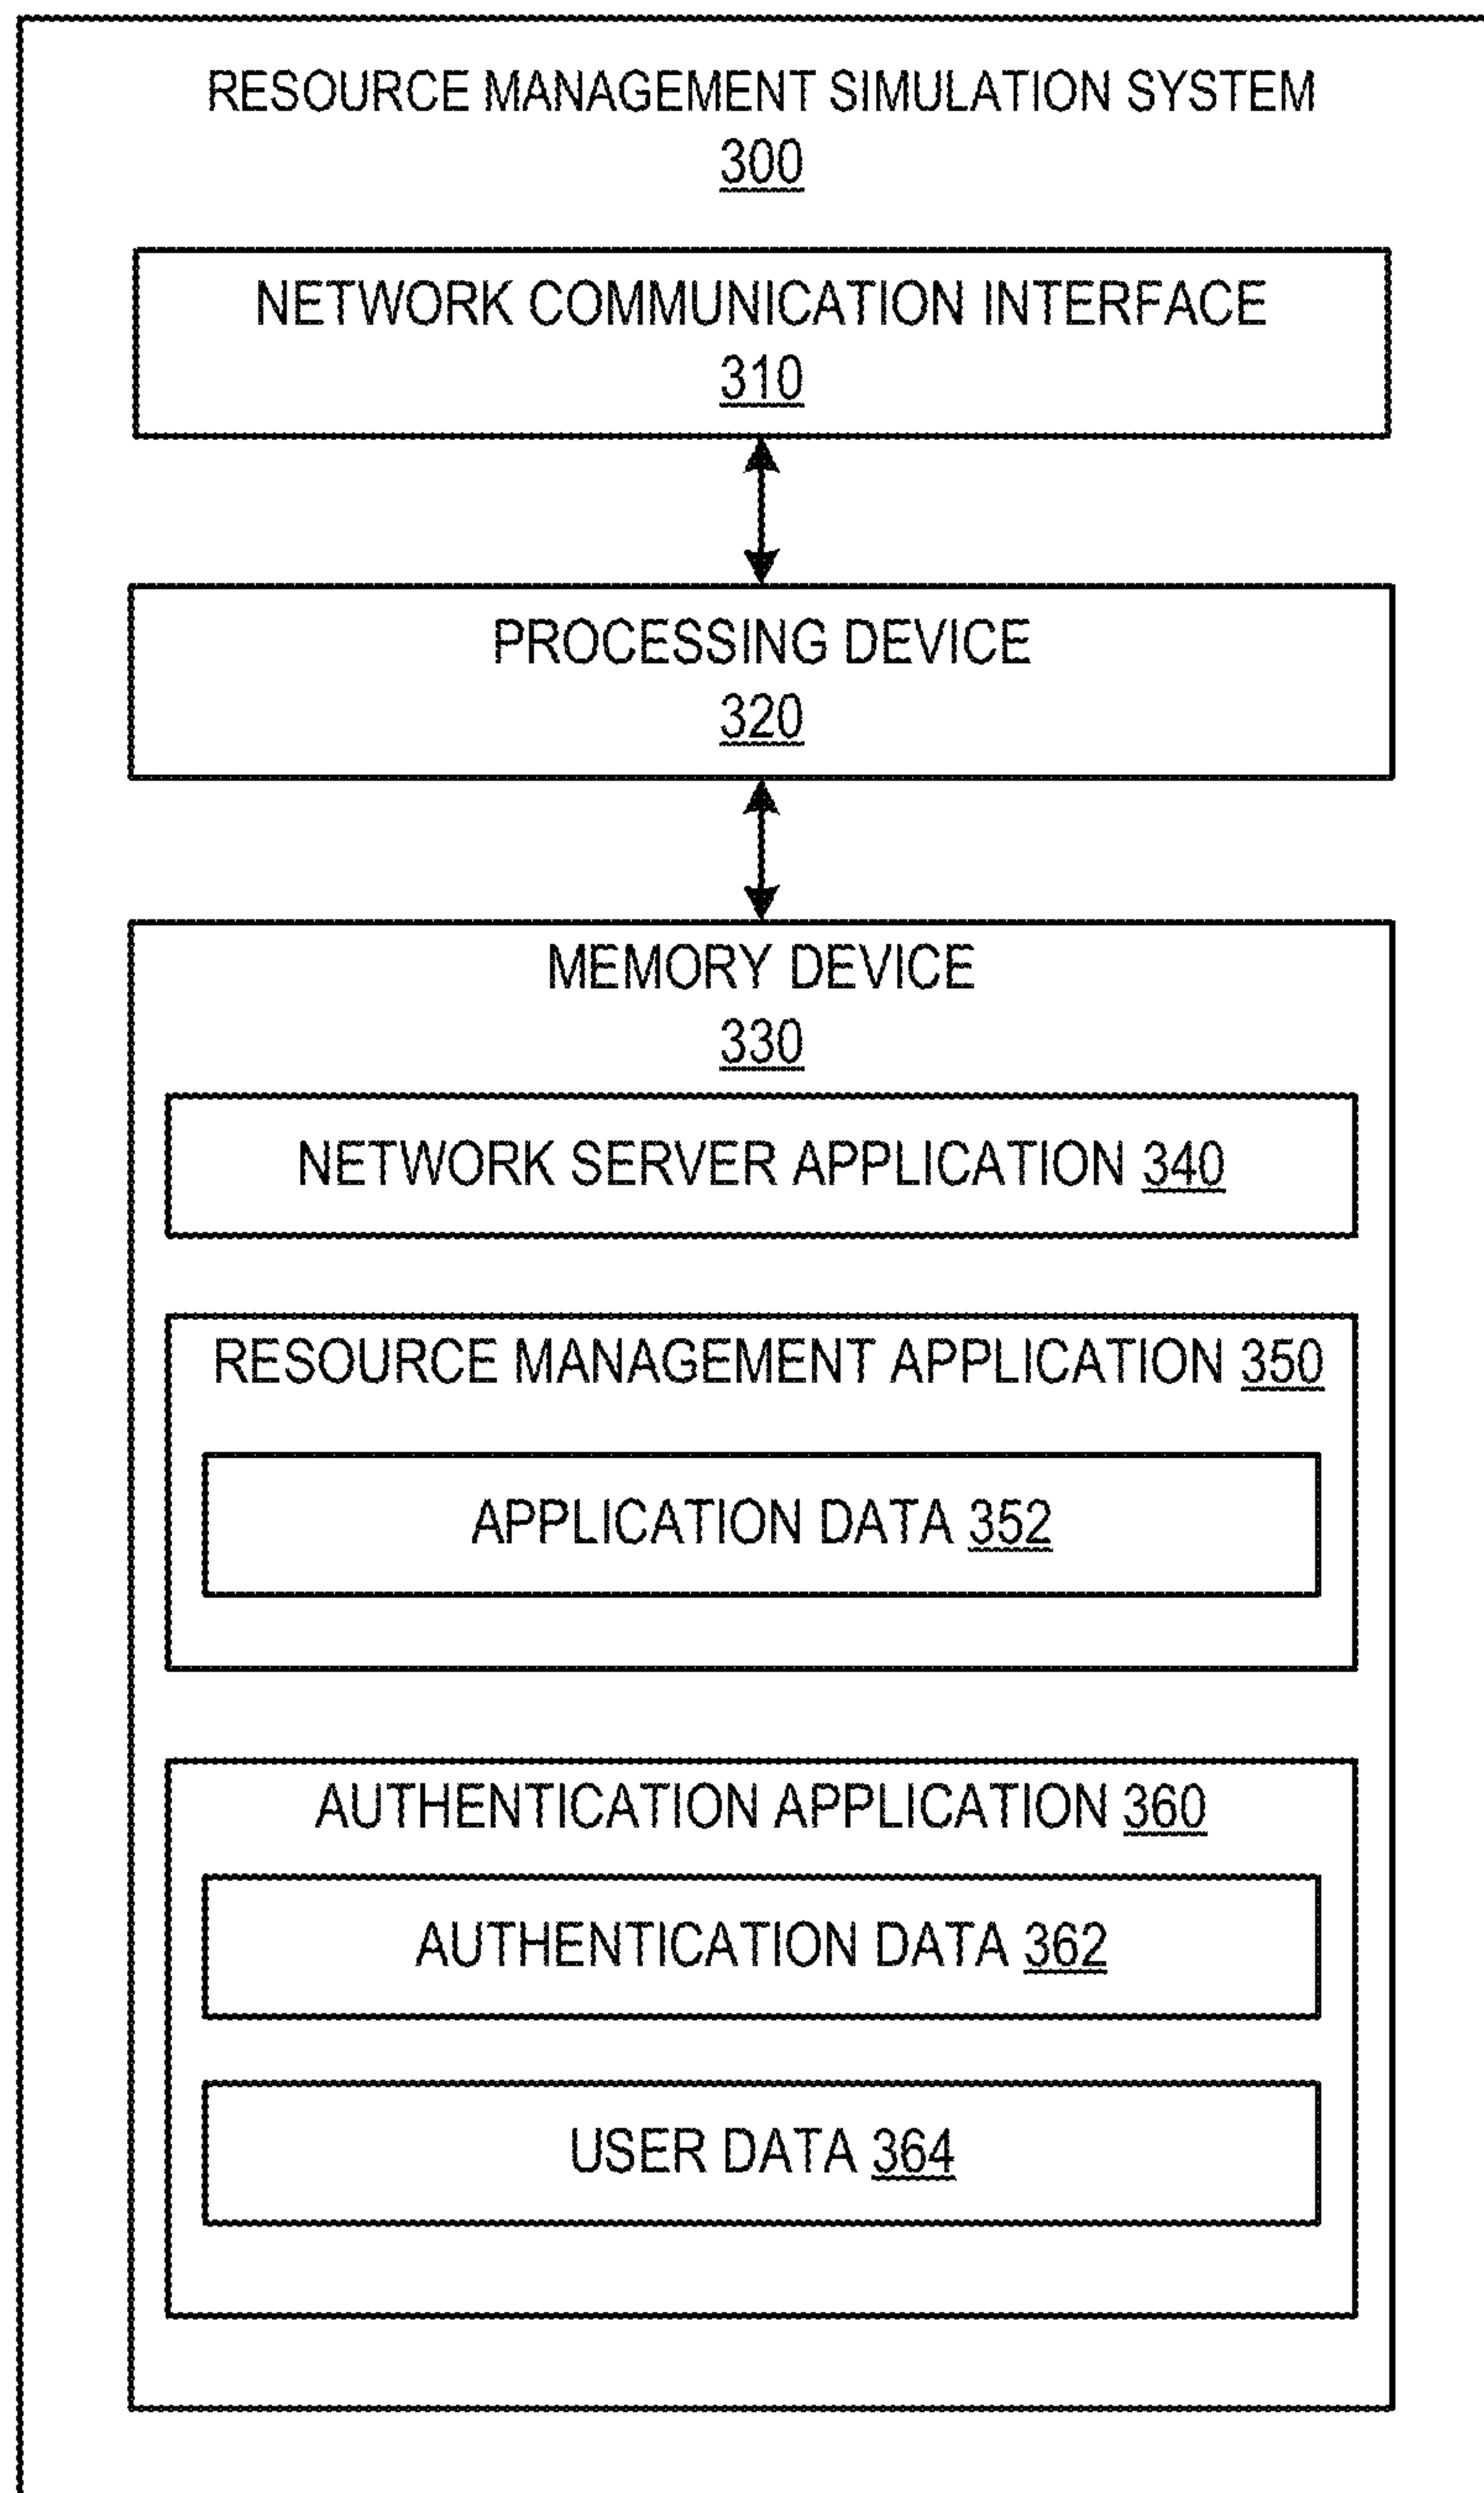 RESOURCE MANAGEMENT SIMULATION SYSTEM
300
NETWORK COMMUNICATION INTERFACE
310
PROCESSING DEVICE
320
MEMORY DEVICE
330
NETWORK SERVER APPLICATION 340
RESOURCE MANAGEMENT APPLICATION 350
APPLICATION DATA 352
AUTHENTICATION APPLICATION 360
AUTHENTICATION DATA 362
USER DATA 364